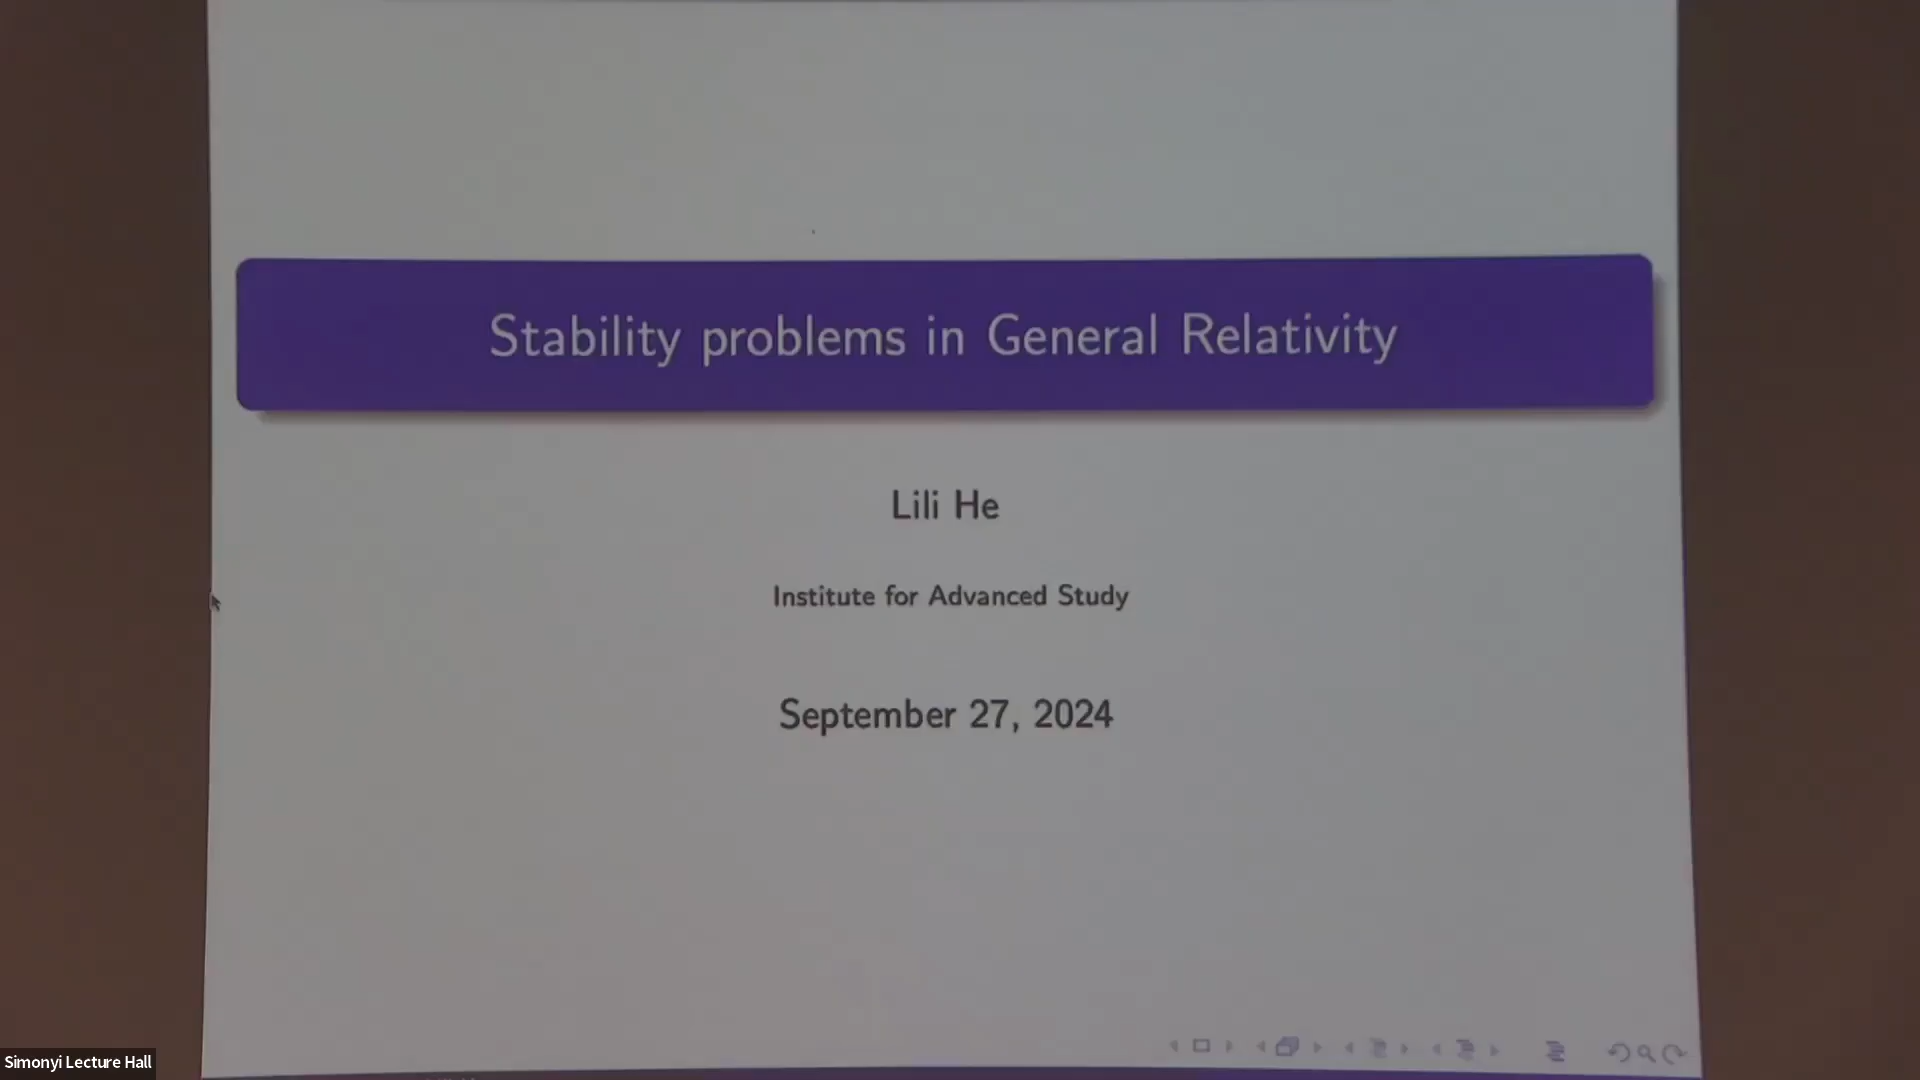 Stability problems in General Relativity
Lili He
Institute for Advanced Study
September 27, 2024
Simonyi Lecture Hall